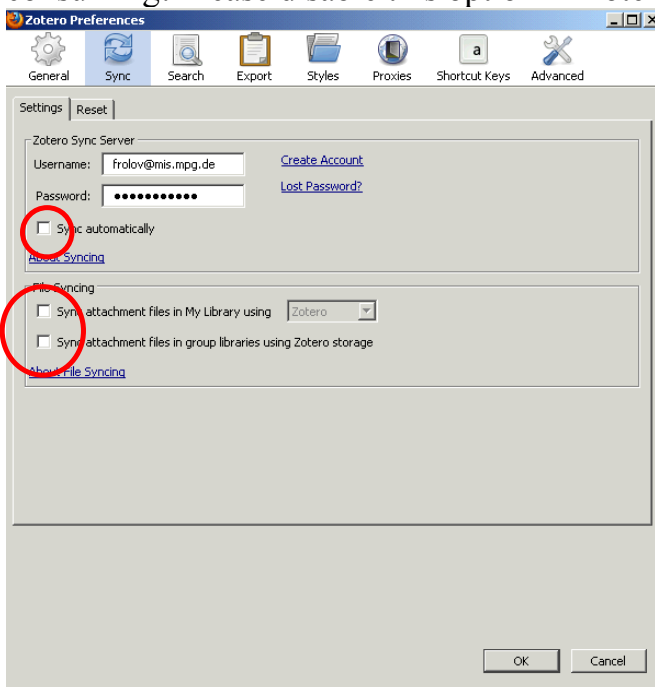 Zotero Preferences
General Sync Search Export Styles Proxies Shortcut Keys Advanced
a
Settings Reset
Zotero Sync Server
Username: frolov@mis.mpg.de Create Account
Password: ●●●●●●●●●●● Lost Password?
Sync automatically
About Syncing
File Syncing
Sync attachment files in My Library using Zotero
Sync attachment files in group libraries using Zotero storage
About File Syncing
OK Cancel